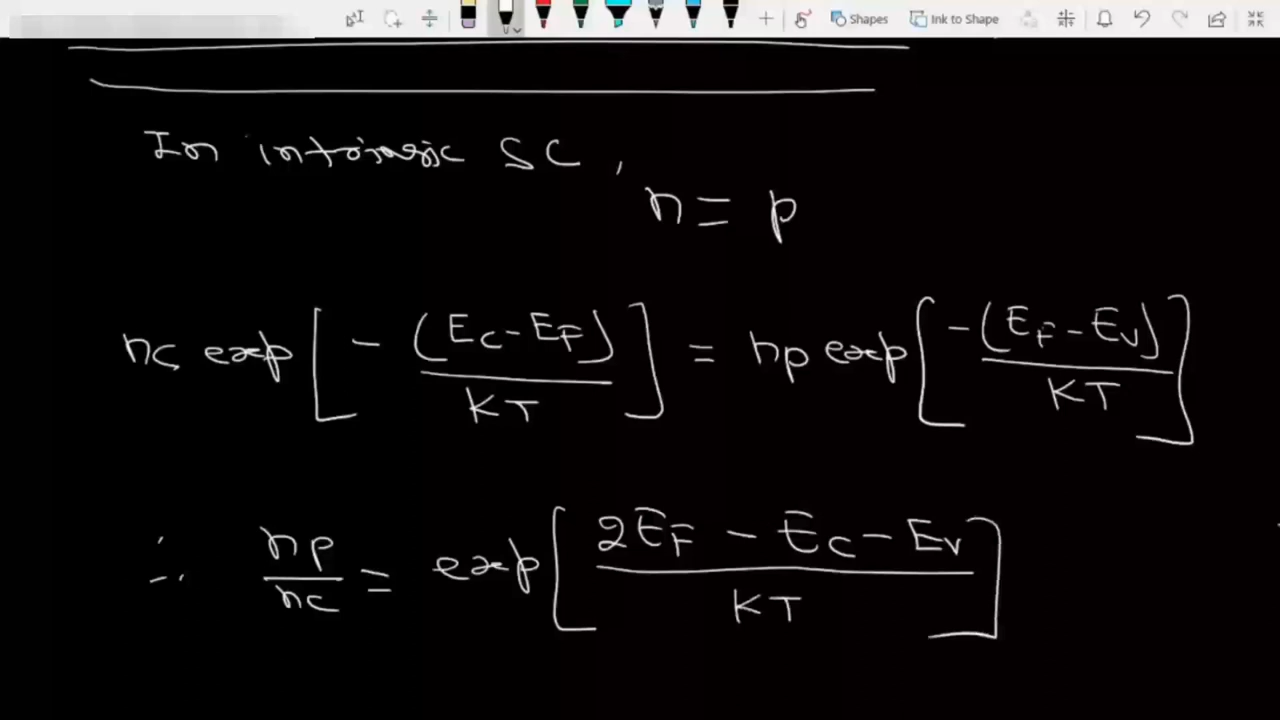 Shapes Ink to Shape
In intrinsic SC,
n = p
nc exp [ - (EC - EF) / KT ] = np exp [ - (EF - EV) / KT ]
∴ np / nc = exp [ 2EF - EC - EV / KT ]